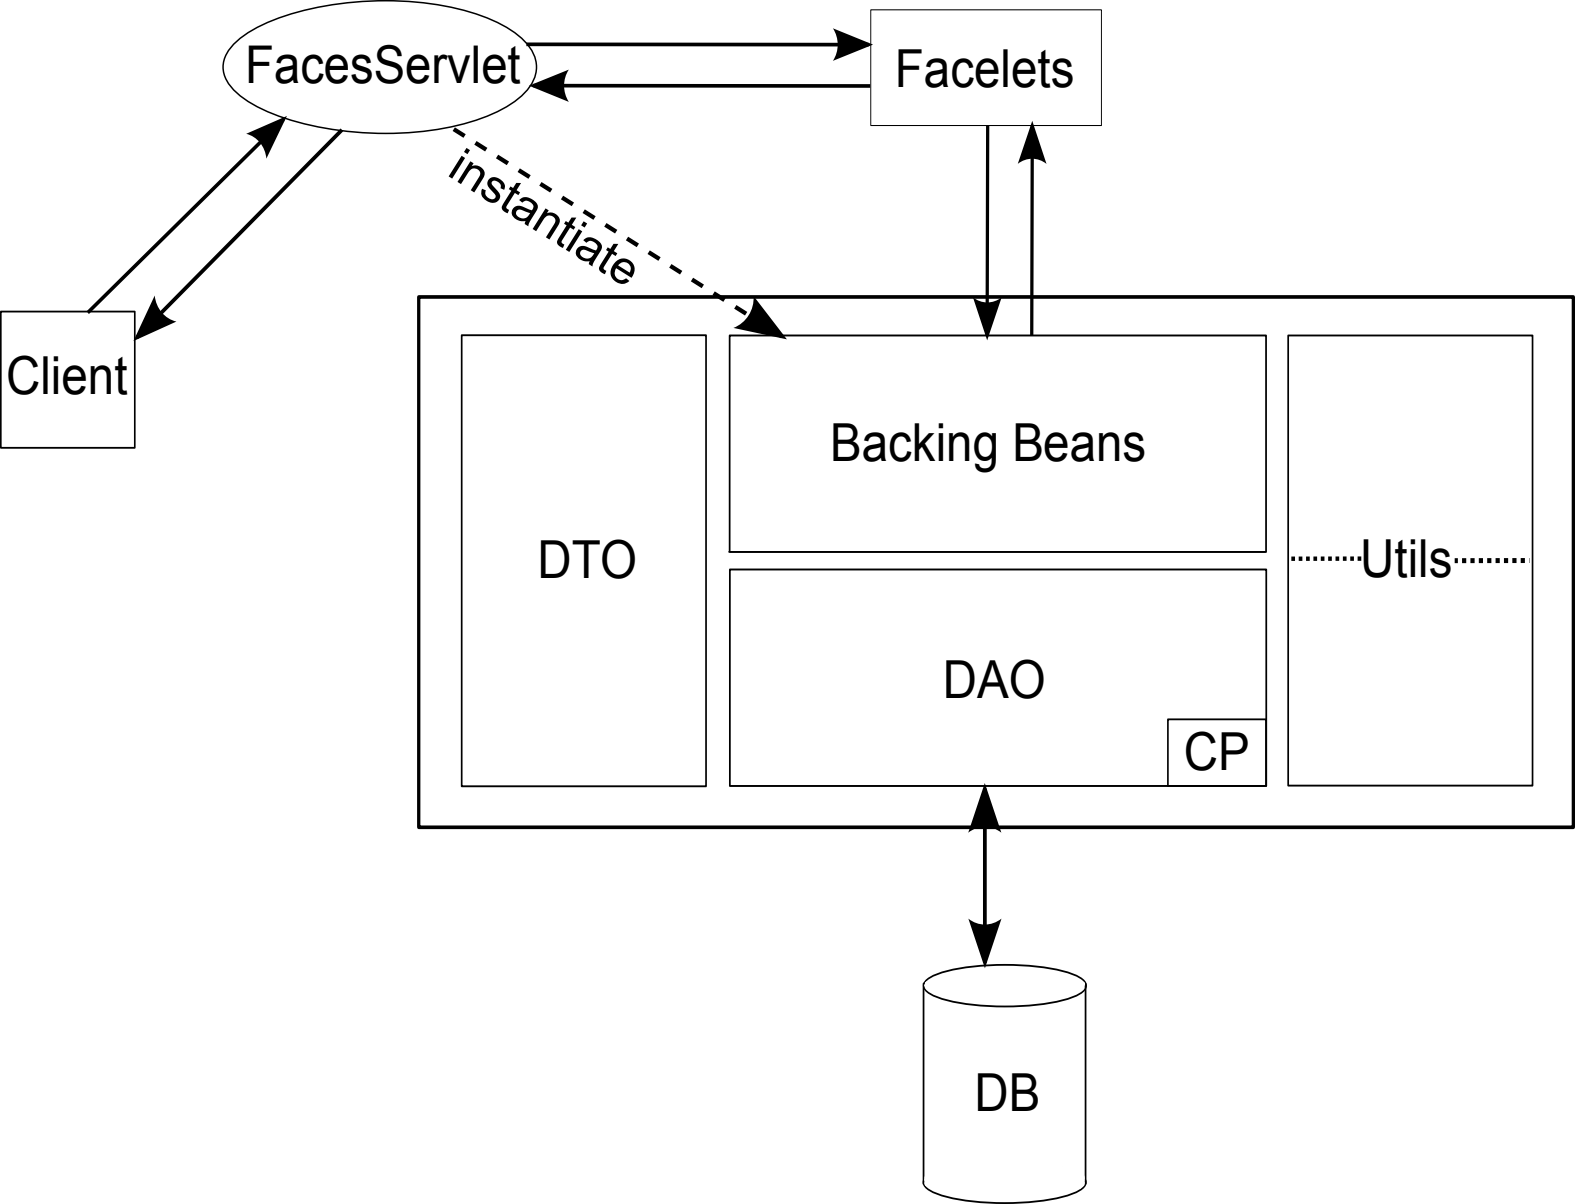 FacesServlet
Facelets
instantiate
Client
Backing Beans
DTO
Utils
DAO
CP
DB